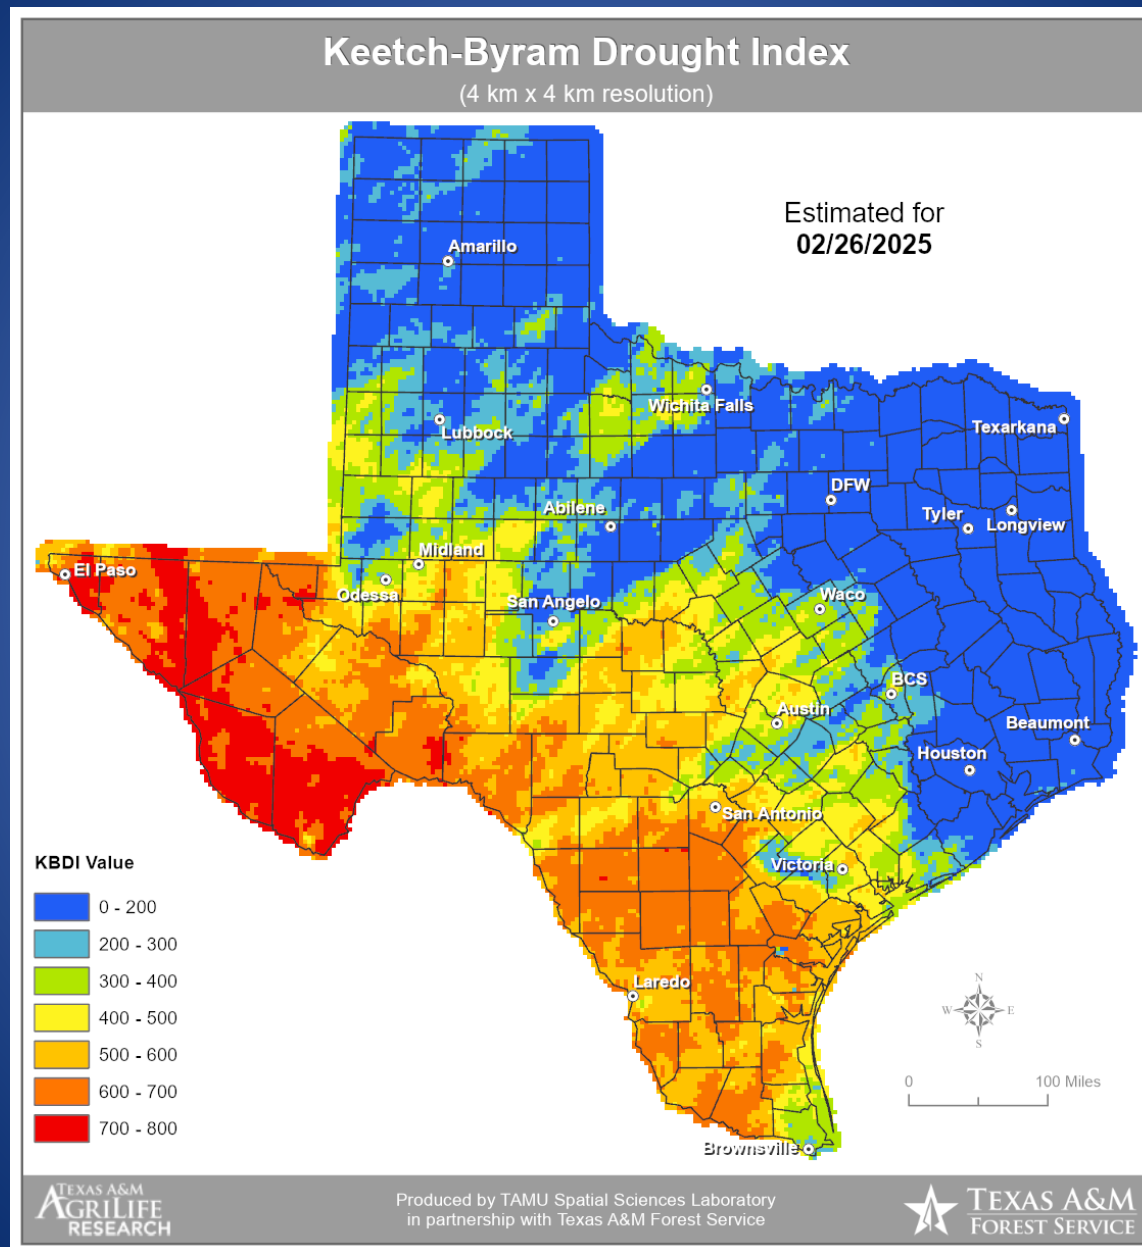 Keetch-Byram Drought Index
(4 km x 4 km resolution)
Estimated for
02/26/2025
Amarillo
Wichita Falls
Lubbock
Texarkana
DFW
Abilene
Tyler
Longview
Midland
El Paso
Odessa
San Angelo
Waco
BCS
Austin
Beaumont
Houston
San Antonio
Victoria
Laredo
Brownsville
KBDI Value
0 - 200
200 - 300
300 - 400
400 - 500
500 - 600
600 - 700
700 - 800
N
W
E
S
0
100 Miles
TEXAS A&M
AGRILIFE
RESEARCH
Produced by TAMU Spatial Sciences Laboratory
in partnership with Texas A&M Forest Service
TEXAS A&M
FOREST SERVICE